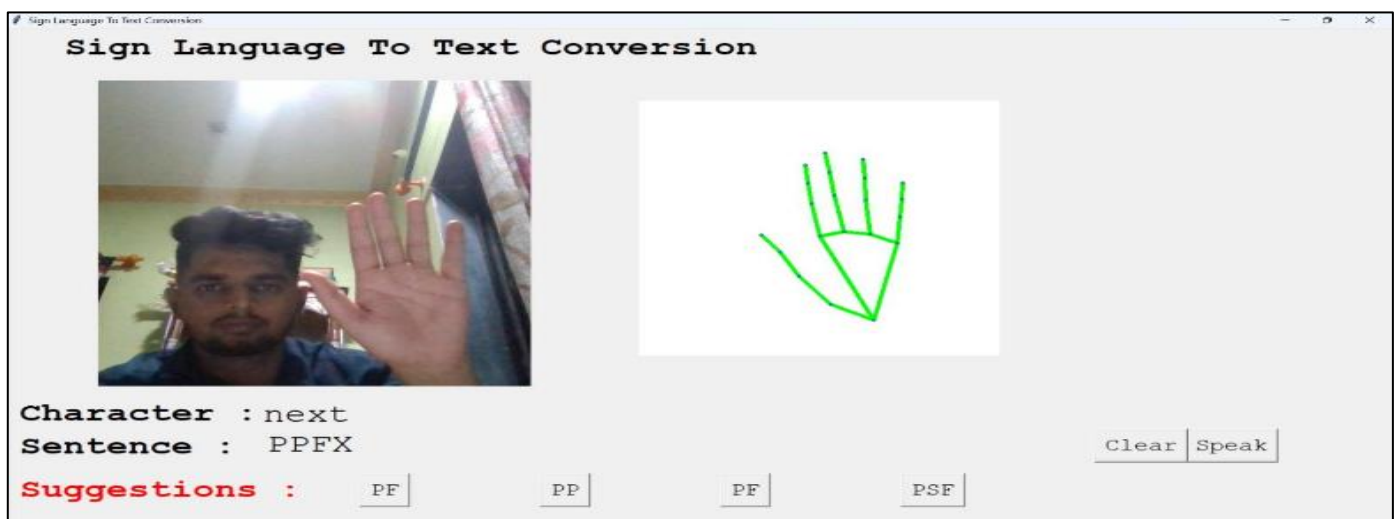 Sign Language To Text Conversion
Sign Language To Text Conversion
Character : next
Sentence : PPFX
Clear Speak
Suggestions : PF PP PF PSF